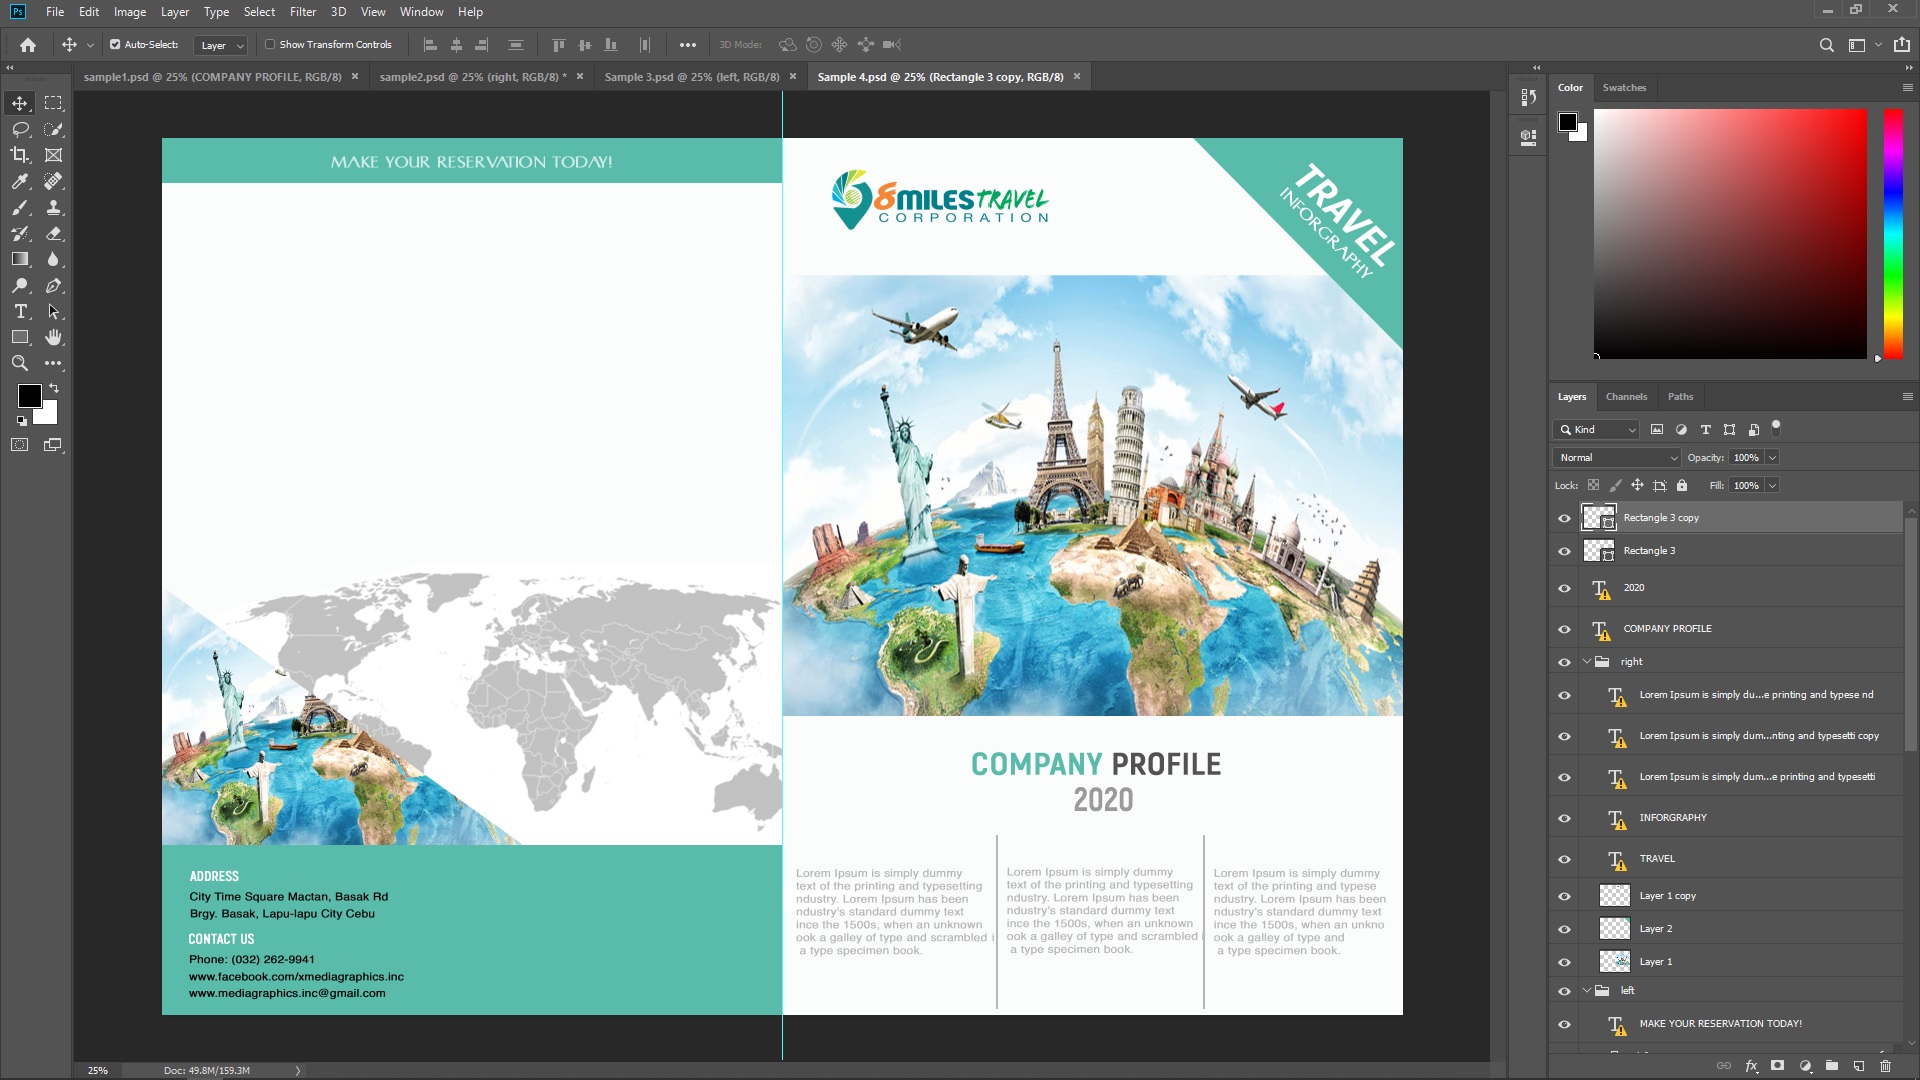 Ps File Edit Image Layer Type Select Filter 3D View Window Help
Auto-Select: Layer Show Transform Controls 3D Mode:
sample1.psd @ 25% (COMPANY PROFILE, RGB/8) sample2.psd @ 25% (right, RGB/8) * Sample 3.psd @ 25% (left, RGB/8) Sample 4.psd @ 25% (Rectangle 3 copy, RGB/8)
MAKE YOUR RESERVATION TODAY!
ADDRESS
City Time Square Mactan, Basak Rd
Brgy. Basak, Lapu-lapu City Cebu
CONTACT US
Phone: (032) 262-9941
www.facebook.com/xmediagraphics.inc
www.mediagraphics.inc@gmail.com
8MILES TRAVEL
CORPORATION
TRAVEL
INFORGRAPHY
COMPANY PROFILE
2020
Lorem Ipsum is simply dummy
text of the printing and typesetting
ndustry. Lorem Ipsum has been
ndustry's standard dummy text
ince the 1500s, when an unknown
ook a galley of type and scrambled i
a type specimen book.
Lorem Ipsum is simply dummy
text of the printing and typesetting
ndustry. Lorem Ipsum has been
ndustry's standard dummy text
ince the 1500s, when an unknown
ook a galley of type and scrambled i
a type specimen book.
Lorem Ipsum is simply dummy
text of the printing and typese
ndustry. Lorem Ipsum has been
ndustry's standard dummy text
ince the 1500s, when an unkno
ook a galley of type and
a type specimen book.
25% Doc: 49.8M/159.3M
Color Swatches
Layers Channels Paths
Kind
Normal Opacity: 100%
Lock: Fill: 100%
Rectangle 3 copy
Rectangle 3
2020
COMPANY PROFILE
right
Lorem Ipsum is simply du...e printing and typese nd
Lorem Ipsum is simply dum...nting and typesetti copy
Lorem Ipsum is simply dum...e printing and typesetti
INFORGRAPHY
TRAVEL
Layer 1 copy
Layer 2
Layer 1
left
MAKE YOUR RESERVATION TODAY!